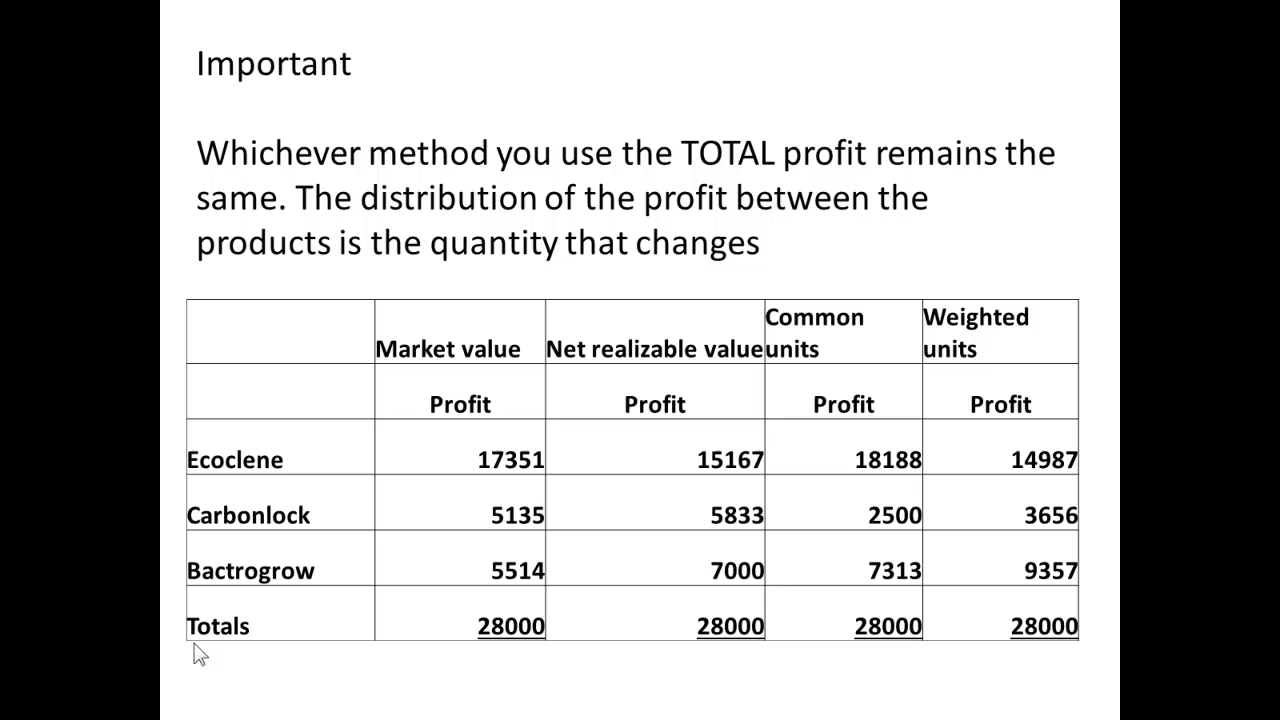 Important
Whichever method you use the TOTAL profit remains the
same. The distribution of the profit between the
products is the quantity that changes
Market value Net realizable value Common units Weighted units
Profit Profit Profit Profit
Ecoclene 17351 15167 18188 14987
Carbonlock 5135 5833 2500 3656
Bactrogrow 5514 7000 7313 9357
Totals 28000 28000 28000 28000